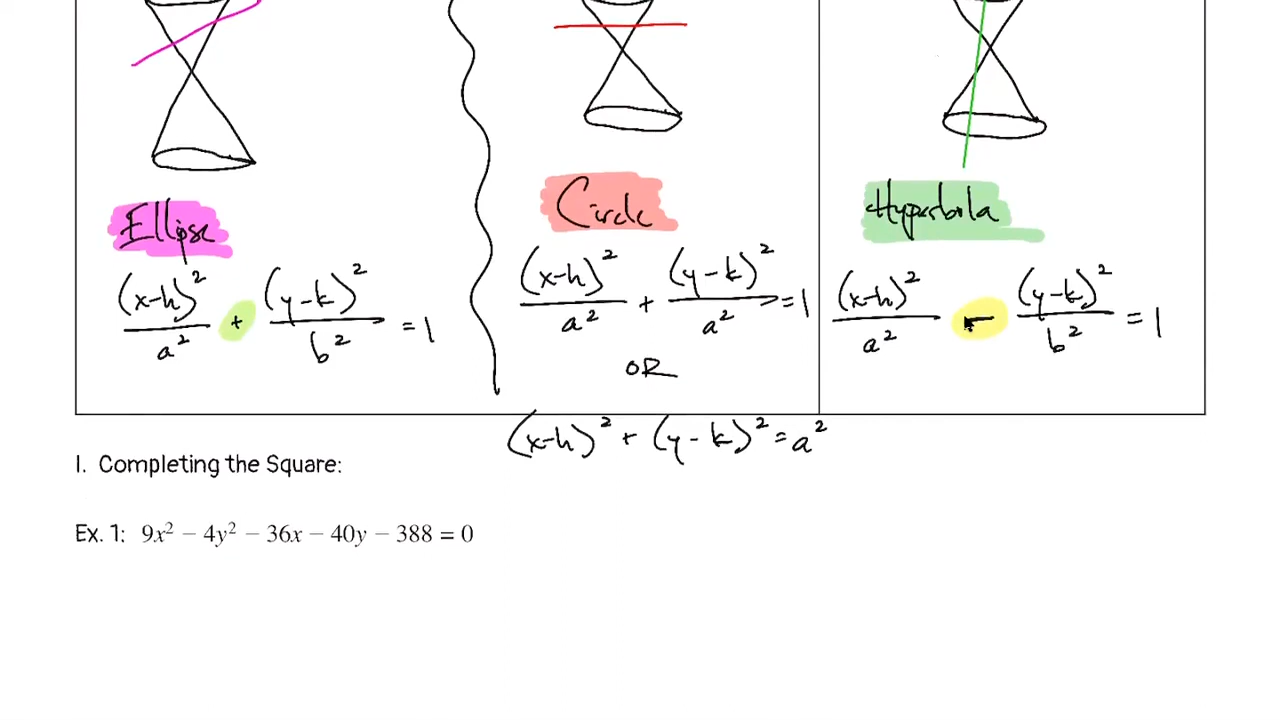 Ellipse
(x-h)²/a² + (y-k)²/b² = 1
Circle
(x-h)²/a² + (y-k)²/a² = 1
OR
(x-h)² + (y-k)² = a²
Hyperbola
(x-h)²/a² - (y-k)²/b² = 1
I. Completing the Square:
Ex. 1: 9x² − 4y² − 36x − 40y − 388 = 0